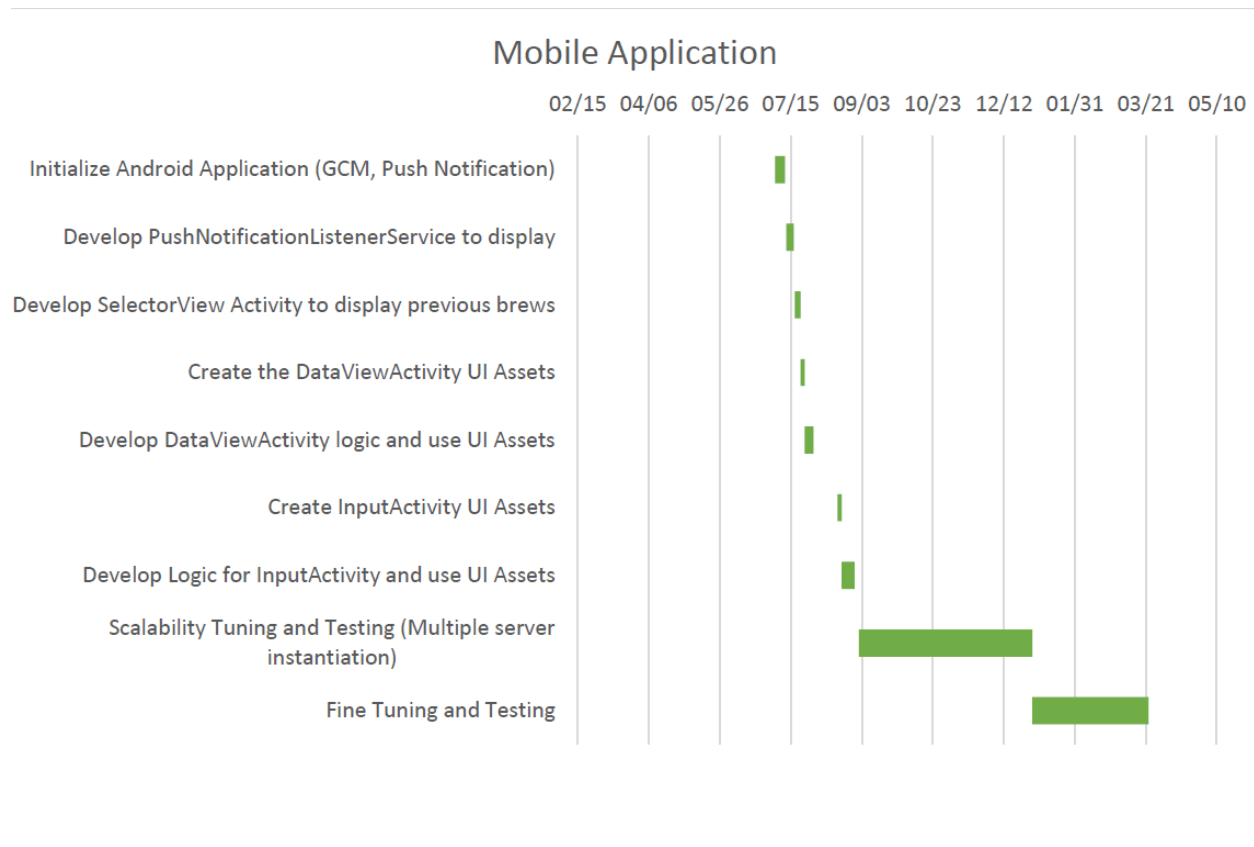 Mobile Application
02/15 04/06 05/26 07/15 09/03 10/23 12/12 01/31 03/21 05/10
Initialize Android Application (GCM, Push Notification)
Develop PushNotificationListenerService to display
Develop SelectorView Activity to display previous brews
Create the DataViewActivity UI Assets
Develop DataViewActivity logic and use UI Assets
Create InputActivity UI Assets
Develop Logic for InputActivity and use UI Assets
Scalability Tuning and Testing (Multiple server
instantiation)
Fine Tuning and Testing